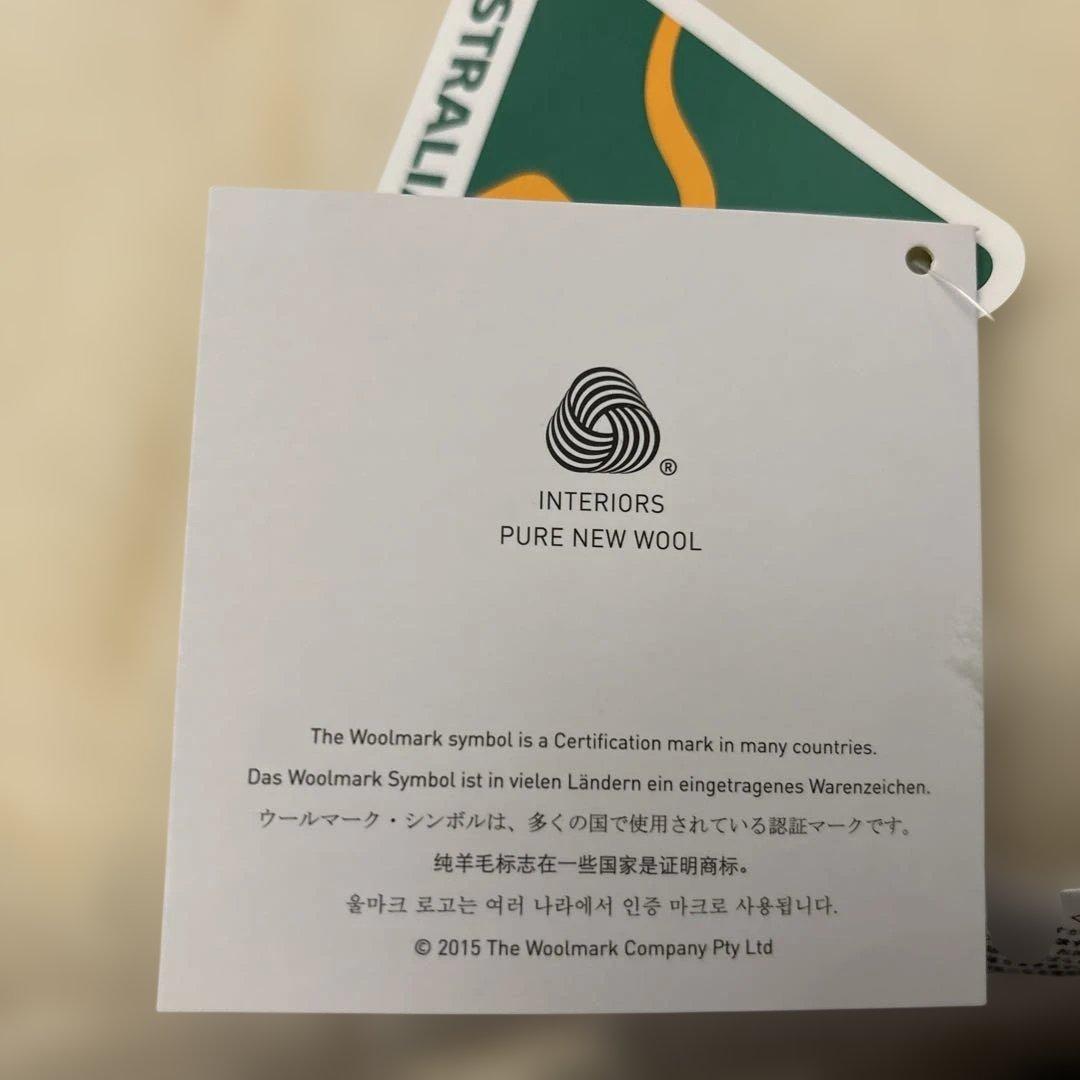 ®
INTERIORS
PURE NEW WOOL
The Woolmark symbol is a Certification mark in many countries.
Das Woolmark Symbol ist in vielen Ländern ein eingetragenes Warenzeichen.
ウールマーク・シンボルは、多くの国で使用されている認証マークです。
纯羊毛标志在一些国家是证明商标。
울마크 로고는 여러 나라에서 인증 마크로 사용됩니다.
© 2015 The Woolmark Company Pty Ltd